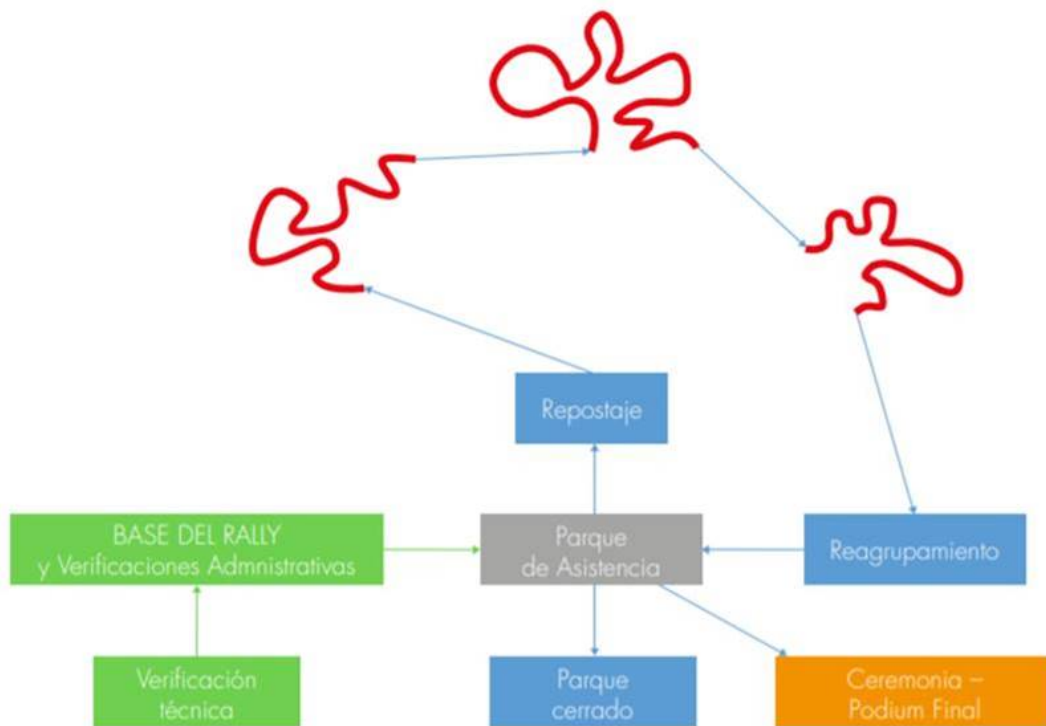 Repostaje
BASE DEL RALLY
y Verificaciones Admnistrativas
Parque
de Asistencia
Reagrupamiento
Verificación
técnica
Parque
cerrado
Ceremonia –
Podium Final